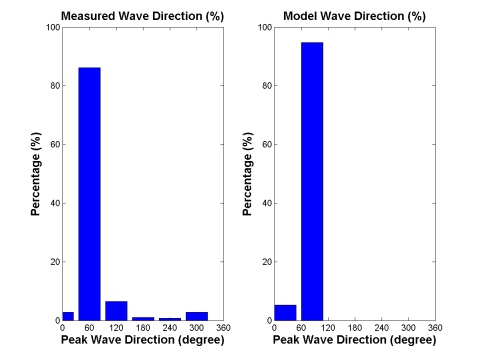 Measured Wave Direction (%)
100
80
60
40
20
0
0 60 120 180 240 300 360
Percentage (%)
Peak Wave Direction (degree)
Model Wave Direction (%)
100
80
60
40
20
0
0 60 120 180 240 300 360
Percentage (%)
Peak Wave Direction (degree)